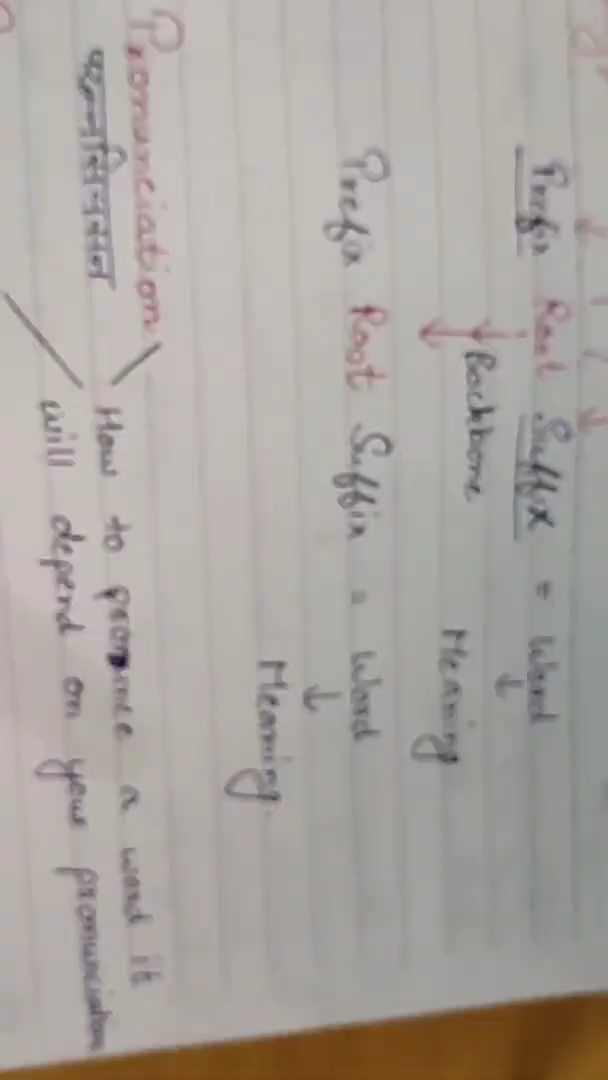 Prefix Root Suffix = Word
Backbone Meaning
Prefix Root Suffix = Word
Meaning.
Pronunciation
How to pronunce a word it
will depend on your pronunciation